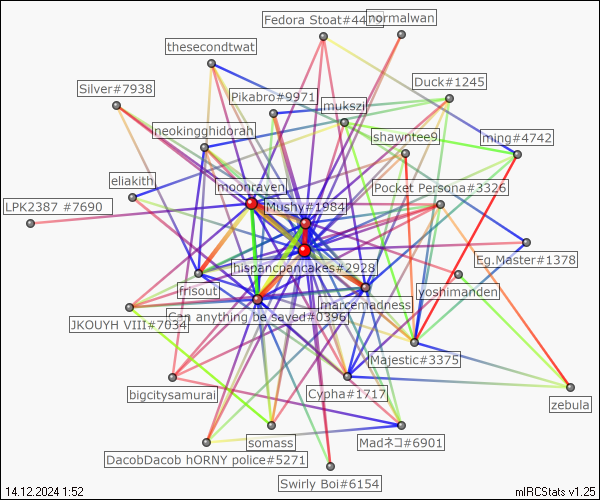 Fedora Stoat#44
normalwan
thesecondtwat
Duck#1245
Silver#7938
Pikabro#9971
mukszi
neokingghidorah
shawntee9
ming#4742
eliakith
moonraven
Pocket Persona#3326
LPK2387 #7690
Mushy#1984
hispancpancakes#2928
Eg.Master#1378
frisout
yoshimanden
marcemadness
JKOUYH VIII#7034
Can anything be saved#0396
Majestic#3375
bigcitysamurai
Cypha#1717
zebula
somass
Madネコ#6901
DacobDacob hORNY police#5271
Swirly Boi#6154
14.12.2024 1:52
mIRCStats v1.25